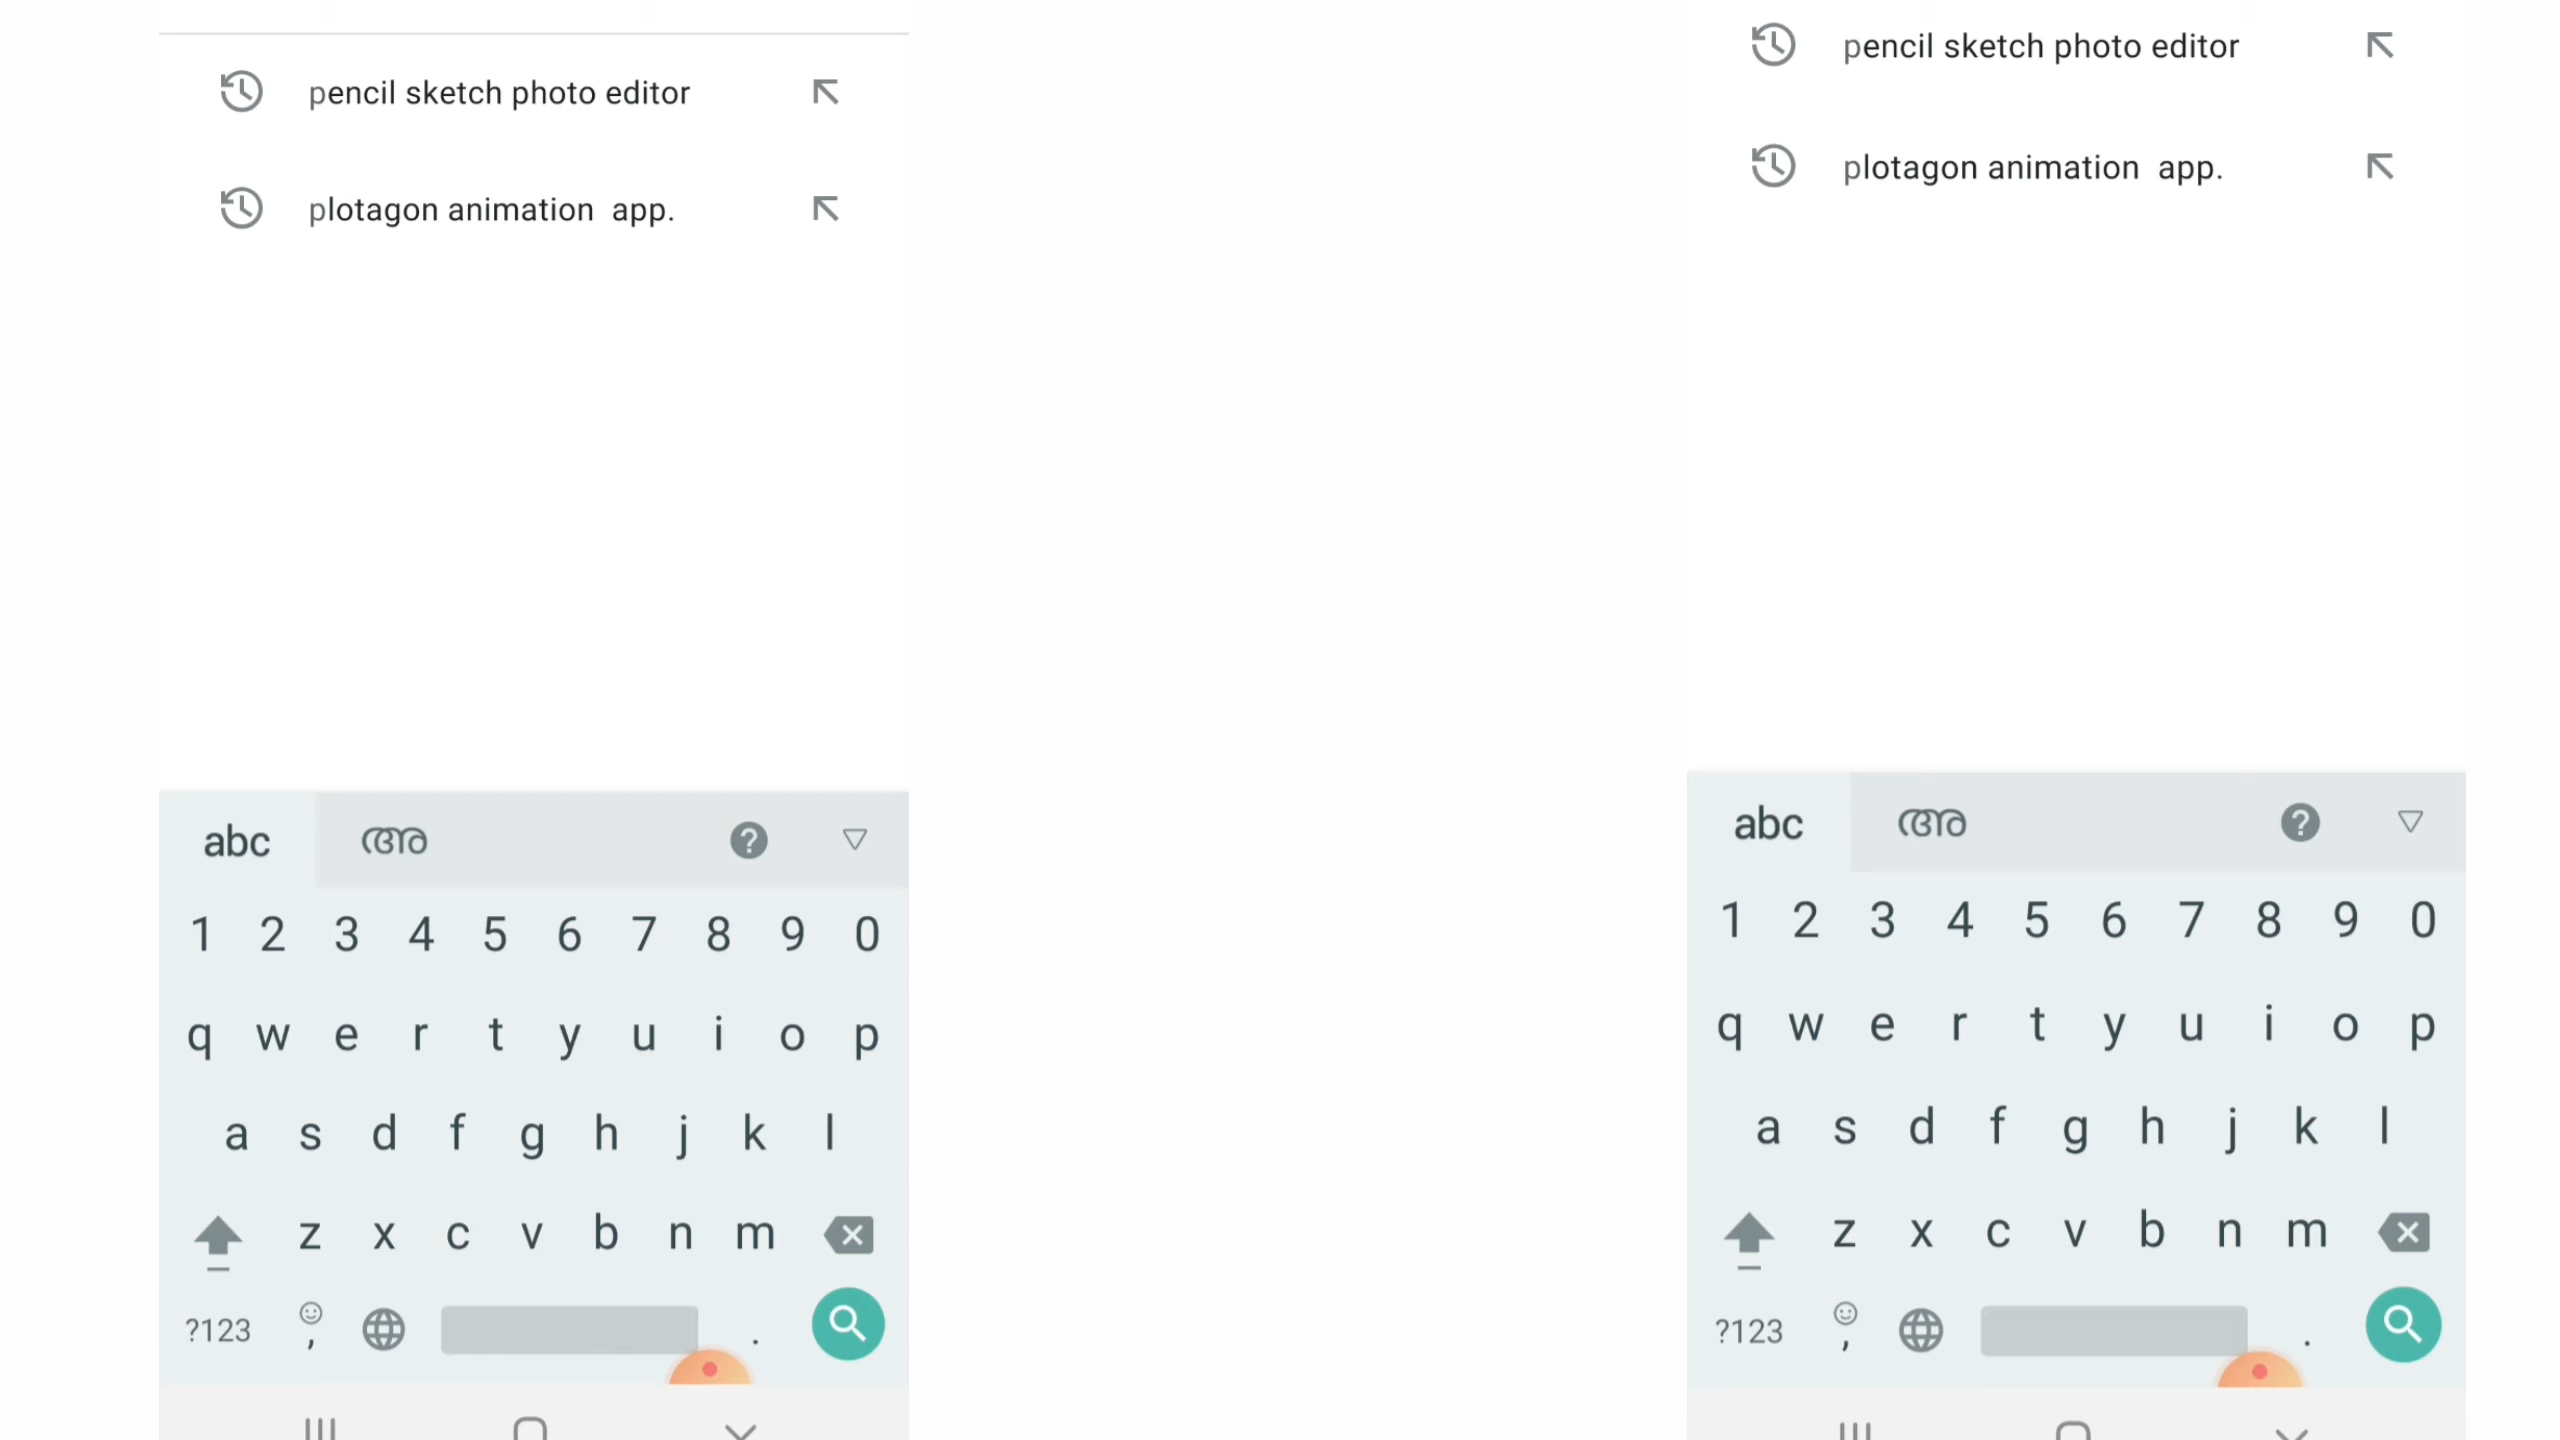 pencil sketch photo editor
plotagon animation  app.
abc അ ?
1 2 3 4 5 6 7 8 9 0
q w e r t y u i o p
a s d f g h j k l
z x c v b n m
?123 , .
pencil sketch photo editor
plotagon animation  app.
abc അ ?
1 2 3 4 5 6 7 8 9 0
q w e r t y u i o p
a s d f g h j k l
z x c v b n m
?123 , .